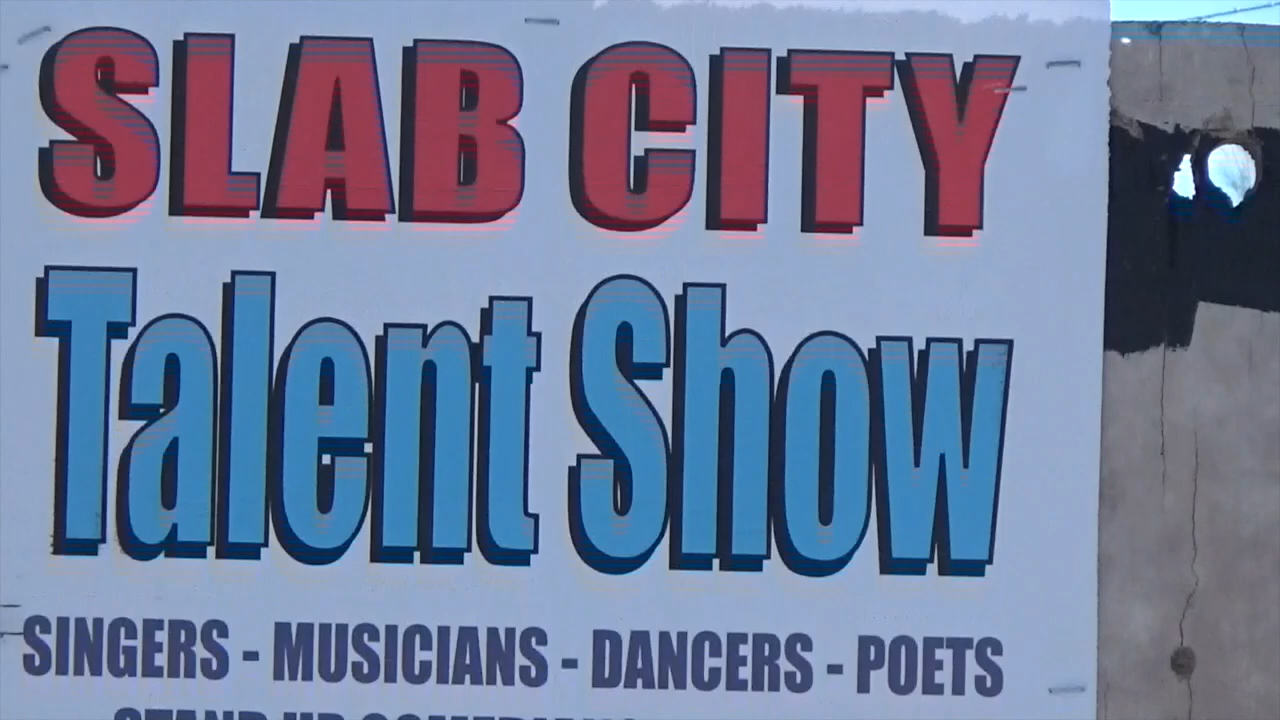 SLAB CITY
Talent Show
SINGERS - MUSICIANS - DANCERS - POETS